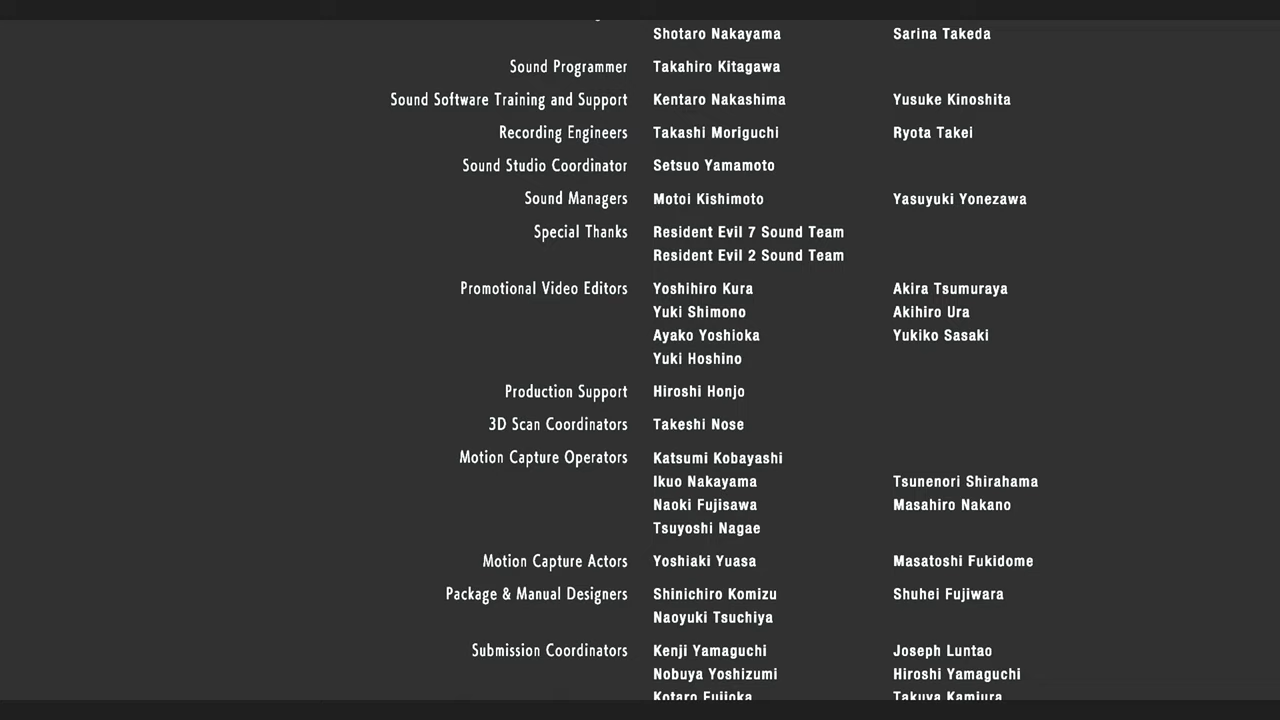 Shotaro Nakayama Sarina Takeda
Sound Programmer Takahiro Kitagawa
Sound Software Training and Support Kentaro Nakashima Yusuke Kinoshita
Recording Engineers Takashi Moriguchi Ryota Takei
Sound Studio Coordinator Setsuo Yamamoto
Sound Managers Motoi Kishimoto Yasuyuki Yonezawa
Special Thanks Resident Evil 7 Sound Team
Resident Evil 2 Sound Team
Promotional Video Editors Yoshihiro Kura Akira Tsumuraya
Yuki Shimono Akihiro Ura
Ayako Yoshioka Yukiko Sasaki
Yuki Hoshino
Production Support Hiroshi Honjo
3D Scan Coordinators Takeshi Nose
Motion Capture Operators Katsumi Kobayashi
Ikuo Nakayama Tsunenori Shirahama
Naoki Fujisawa Masahiro Nakano
Tsuyoshi Nagae
Motion Capture Actors Yoshiaki Yuasa Masatoshi Fukidome
Package & Manual Designers Shinichiro Komizu Shuhei Fujiwara
Naoyuki Tsuchiya
Submission Coordinators Kenji Yamaguchi Joseph Luntao
Nobuya Yoshizumi Hiroshi Yamaguchi
Kotaro Fujioka Takuya Kamiura